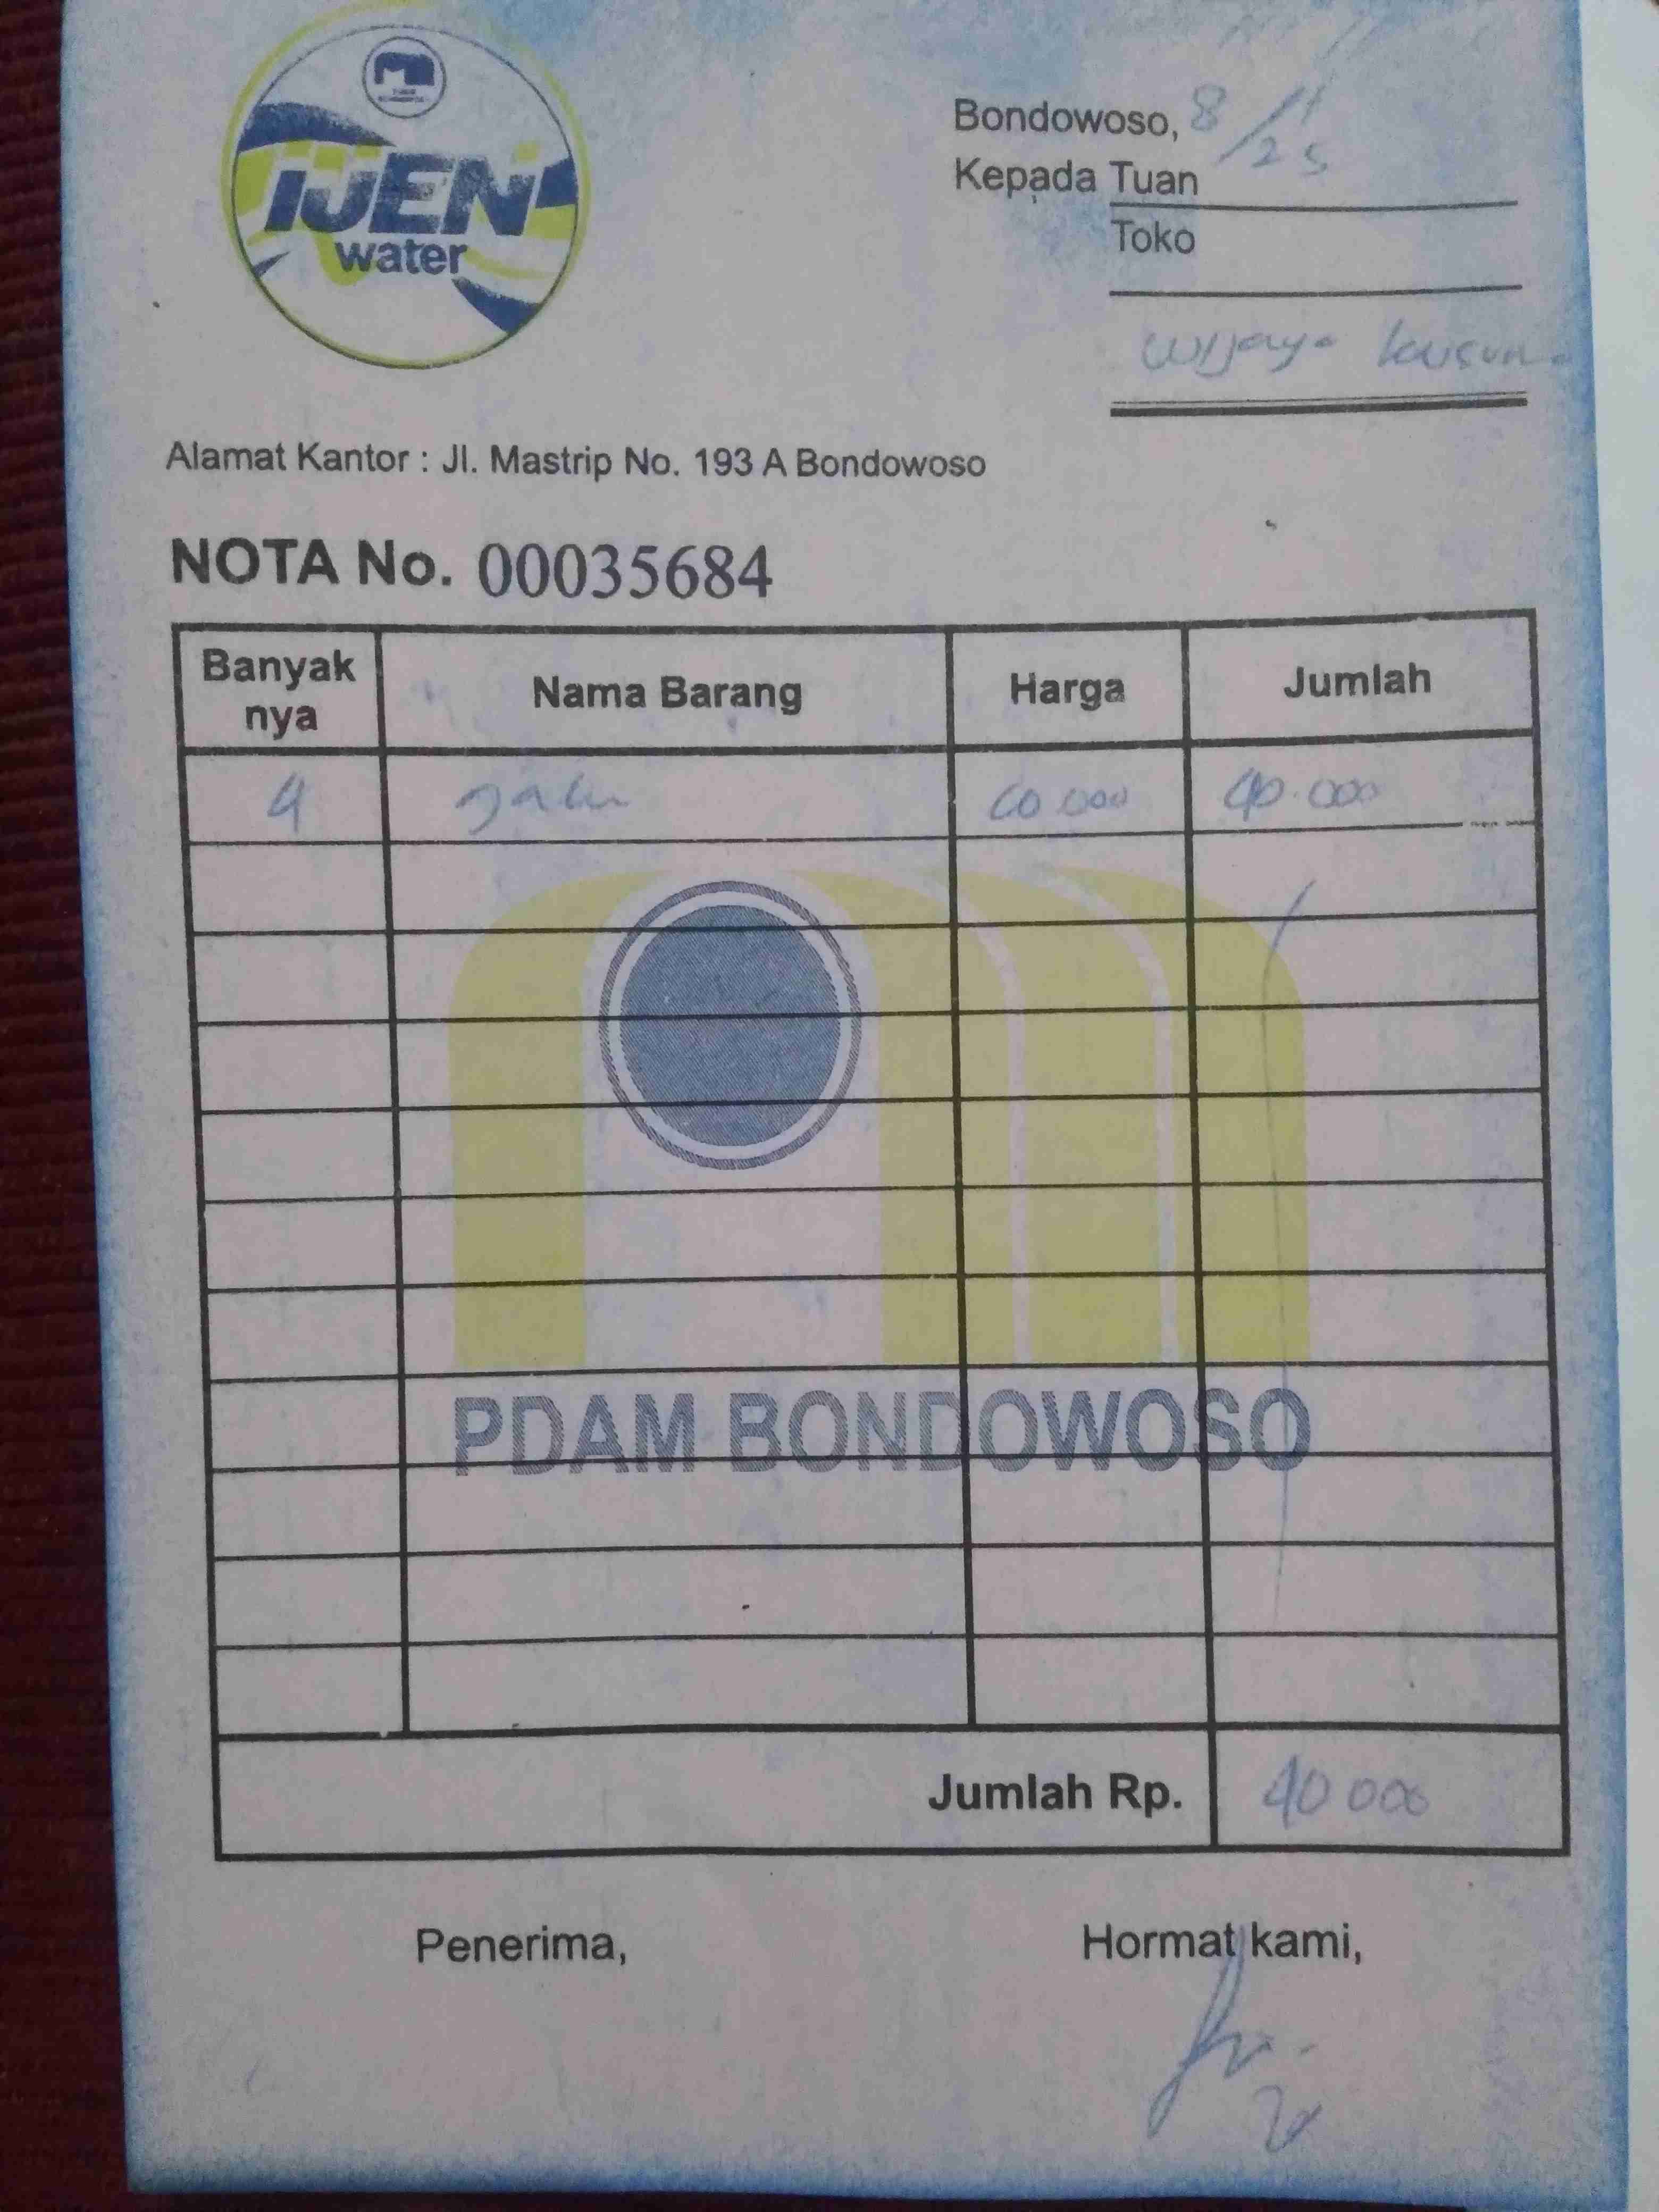 IJEN
water
Bondowoso, 8/11
25
Kepada Tuan
Toko
Wijaya Kusuma
Alamat Kantor : Jl. Mastrip No. 193 A Bondowoso
NOTA No. 00035684
Banyak nya Nama Barang Harga Jumlah
4 galon 10.000 40.000
PDAM BONDOWOSO
Jumlah Rp. 40 000
Penerima, Hormat kami,